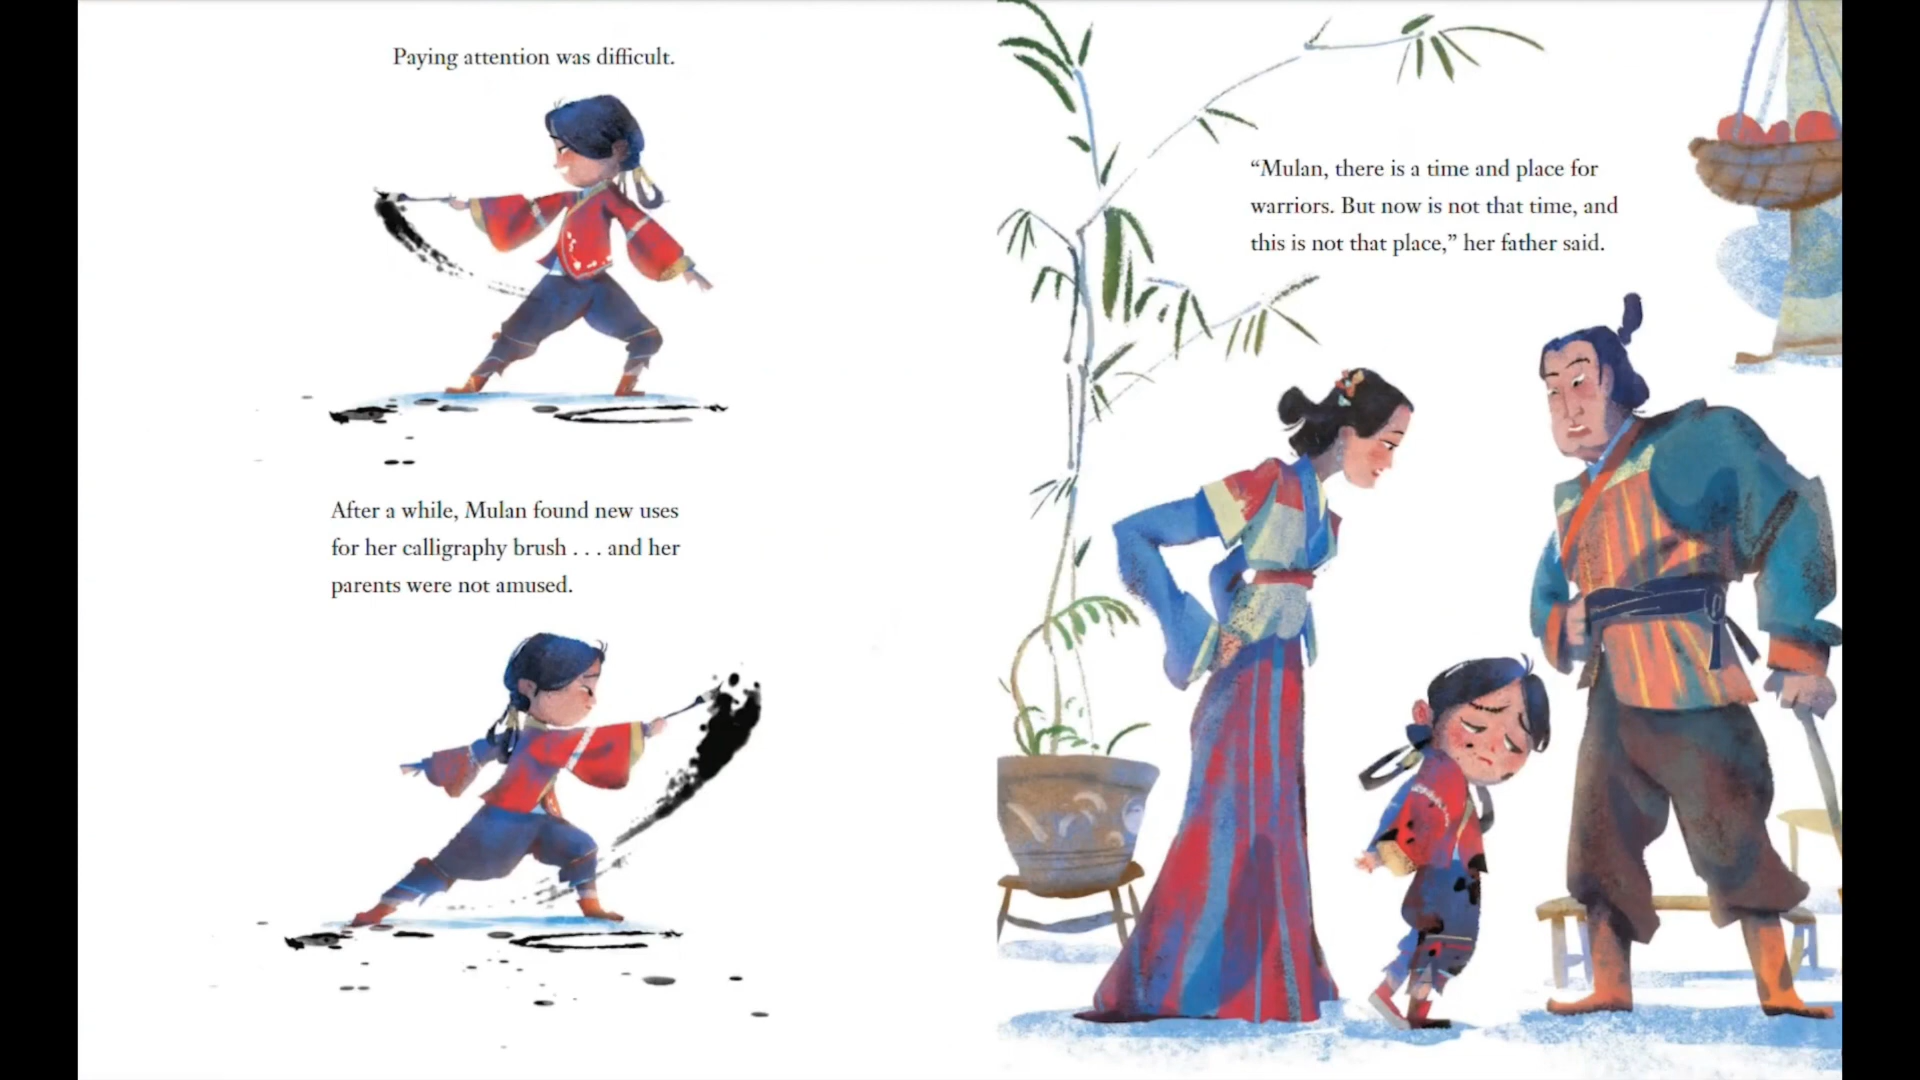 Paying attention was difficult.
After a while, Mulan found new uses
for her calligraphy brush . . . and her
parents were not amused.
“Mulan, there is a time and place for
warriors. But now is not that time, and
this is not that place,” her father said.